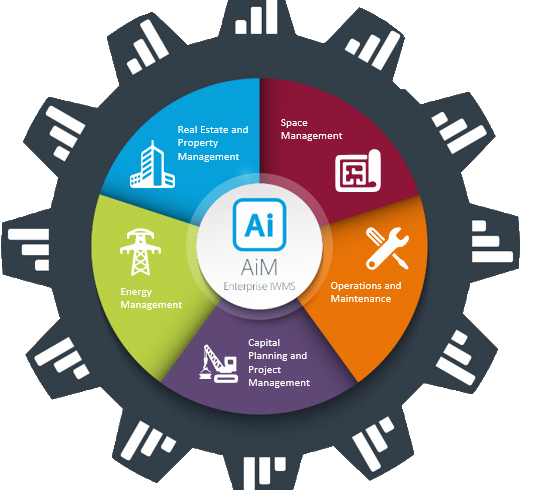 Real Estate and
Property
Management
Space
Management
Ai
AiM
Enterprise IWMS
Energy
Management
Operations and
Maintenance
Capital
Planning and
Project
Management